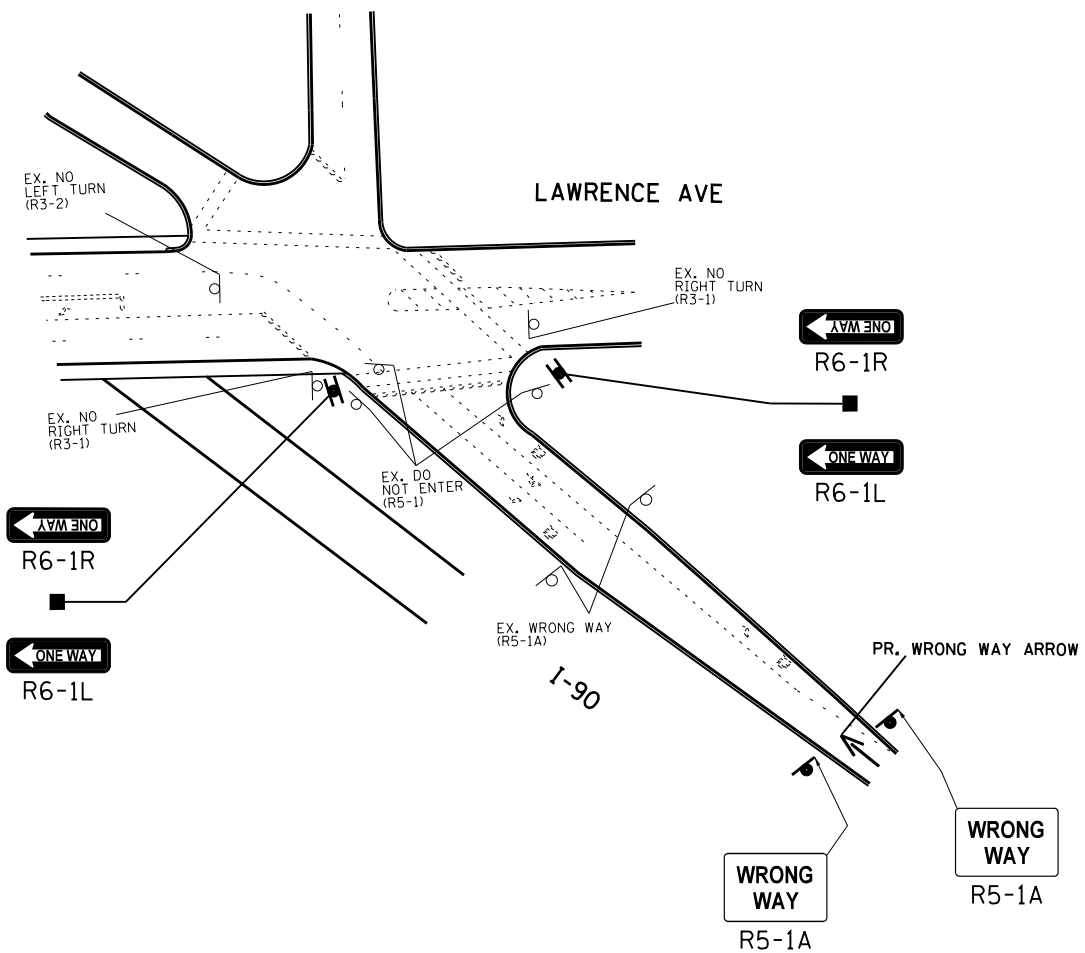 EX. NO
LEFT TURN
(R3-2)
LAWRENCE AVE
EX. NO
RIGHT TURN
(R3-1)
ONE WAY
R6-1R
ONE WAY
R6-1L
EX. NO
RIGHT TURN
(R3-1)
EX. DO
NOT ENTER
(R5-1)
ONE WAY
R6-1R
ONE WAY
R6-1L
EX. WRONG WAY
(R5-1A)
I-90
PR. WRONG WAY ARROW
WRONG
WAY
R5-1A
WRONG
WAY
R5-1A